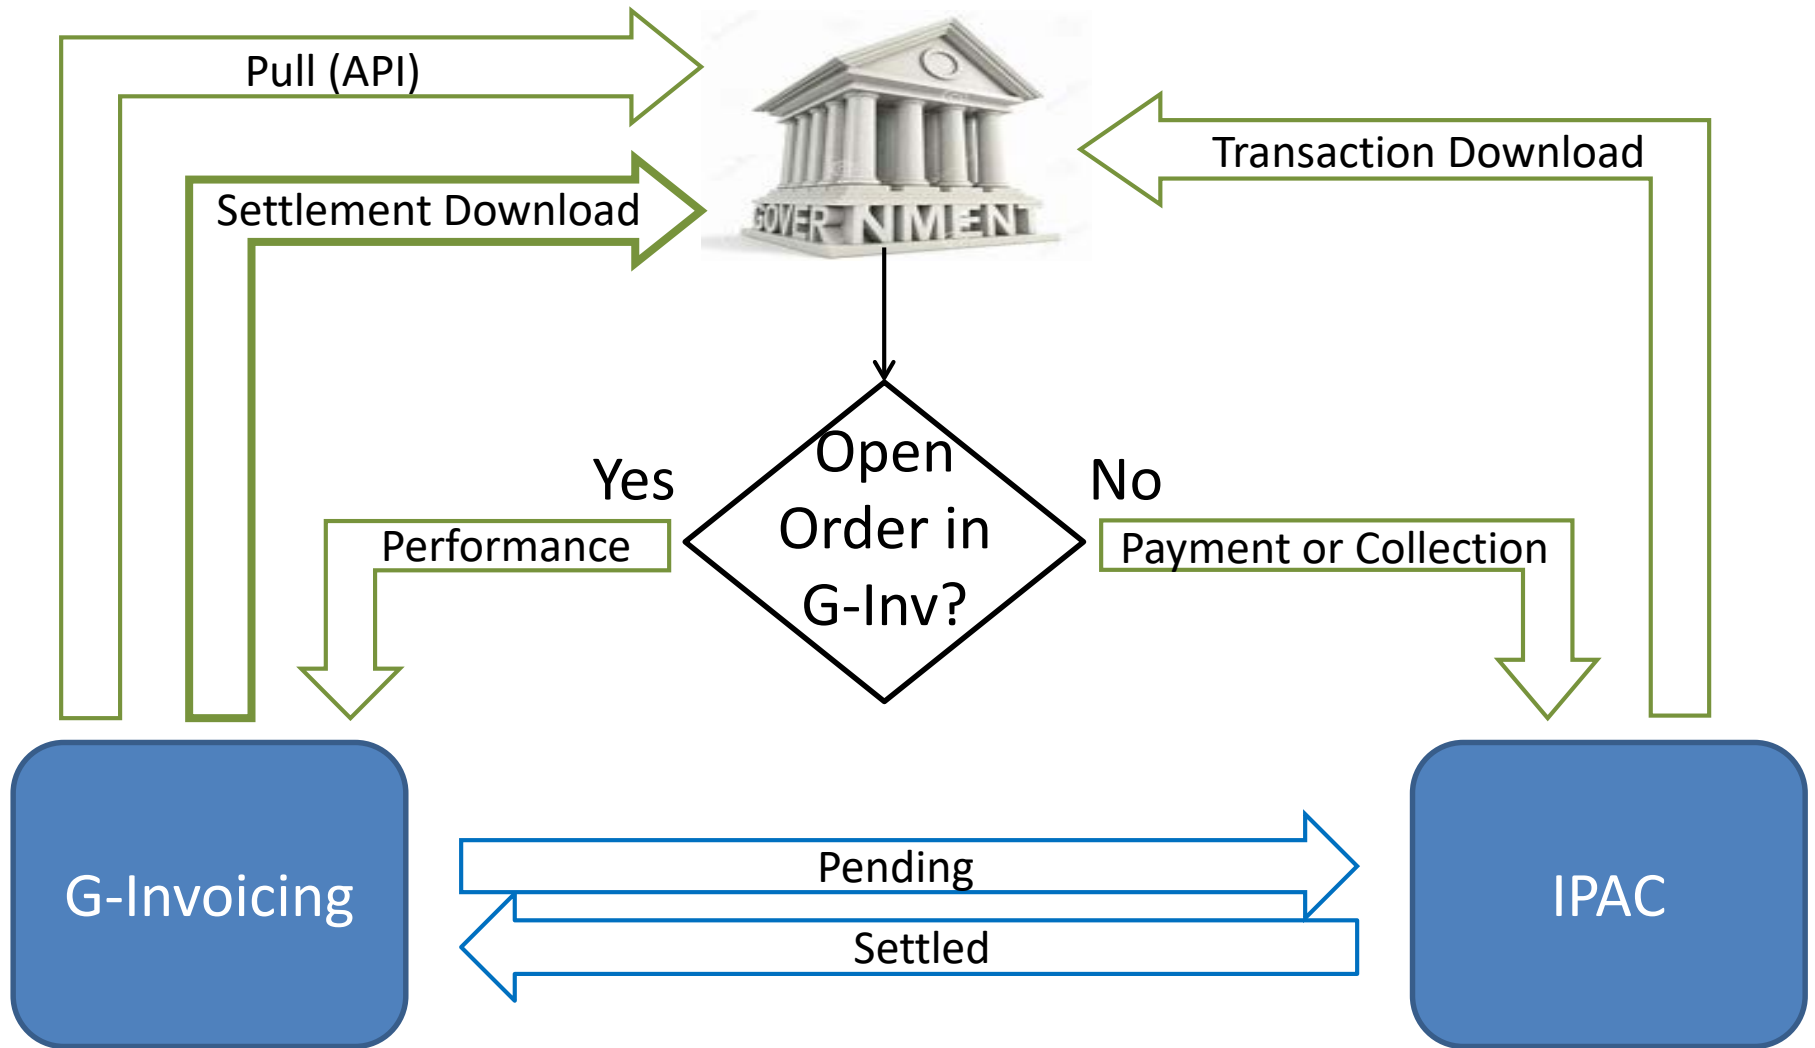 Pull (API)
Settlement Download
GOVERNMENT
Transaction Download
Open
Order in
G-Inv?
Yes
No
Performance
Payment or Collection
G-Invoicing
Pending
Settled
IPAC